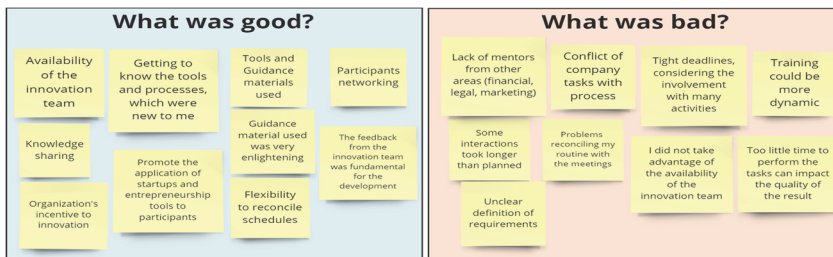 What was good?
Availability
of the
innovation
team
Getting to
know the tools
and processes,
which were
new to me
Tools and
Guidance
materials
used
Participants
networking
Knowledge
sharing
Promote the
application of
startups and
entrepreneurship
tools to
participants
Guidance
material used
was very
enlightening
The feedback
from the
innovation team
was fundamental
for the
development
Organization's
incentive to
innovation
Flexibility
to reconcile
schedules
What was bad?
Lack of mentors
from other
areas (financial,
legal, marketing)
Conflict of
company
tasks with
process
Tight deadlines,
considering the
involvement
with many
activities
Training
could be
more
dynamic
Some
interactions
took longer
than planned
Problems
reconciling my
routine with
the meetings
I did not take
advantage of
the availability
of the
innovation team
Too little time to
perform the
tasks can impact
the quality of
the result
Unclear
definition of
requirements